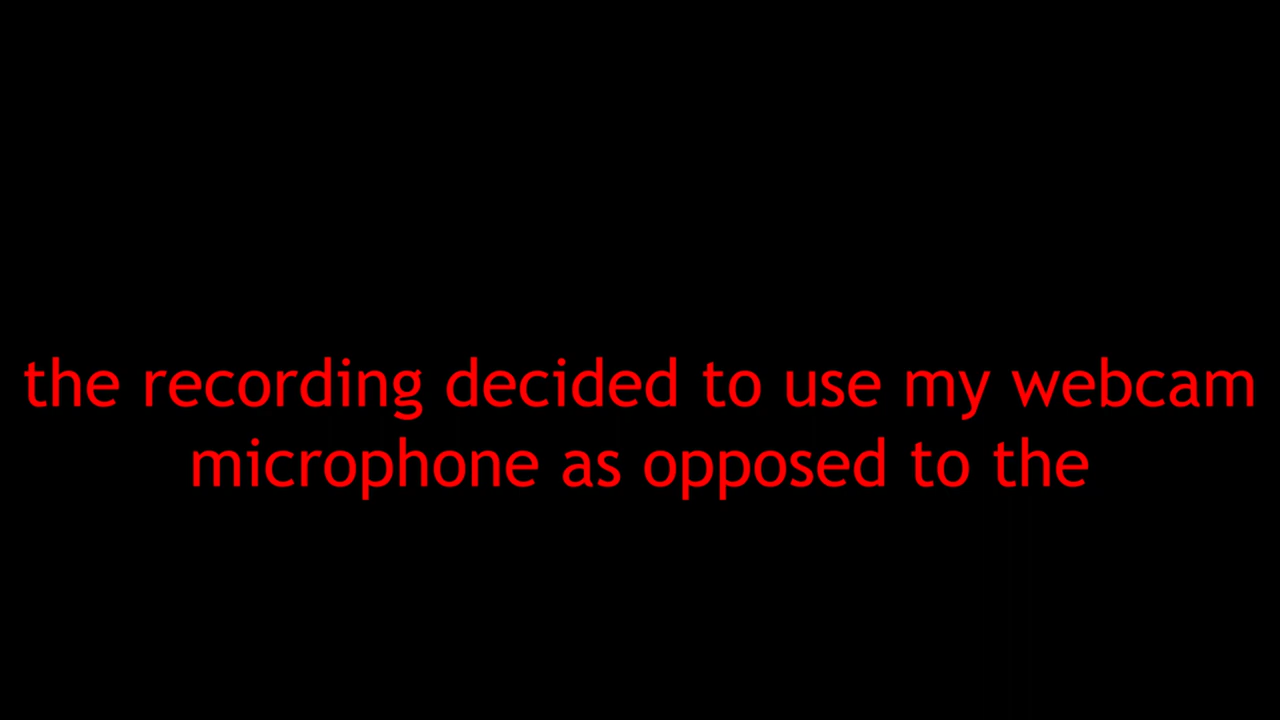 the recording decided to use my webcam
microphone as opposed to the